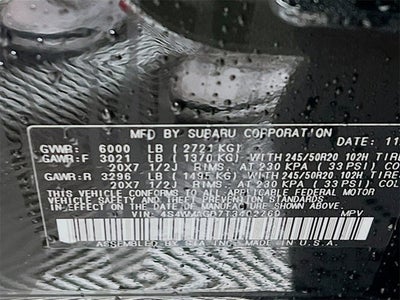 MFD BY SUBARU CORPORATION DATE 11
GVWR: 6000 LB (2721 KG)
GAWR:F 3021 LB (1370 KG)-WITH 245/50R20 102H TIRE
20X7 1/2J RIMS, AT 230 KPA (33PSI) COL
GAWR:R 3296 LB (1495 KG)-WITH 245/50R20 102H TIRE
20X7 1/2J RIMS, AT 230 KPA (33PSI) COL
THIS VEHICLE CONFORMS TO ALL APPLICABLE FEDERAL MOTOR
VEHICLE SAFETY AND THEFT PREVENTION STANDARDS
IN EFFECT ON THE DATE OF MANUFACTURE SHOWN ABOVE.
VIN: MPV
ASSEMBLED BY SIA, INC. MADE IN U.S.A.